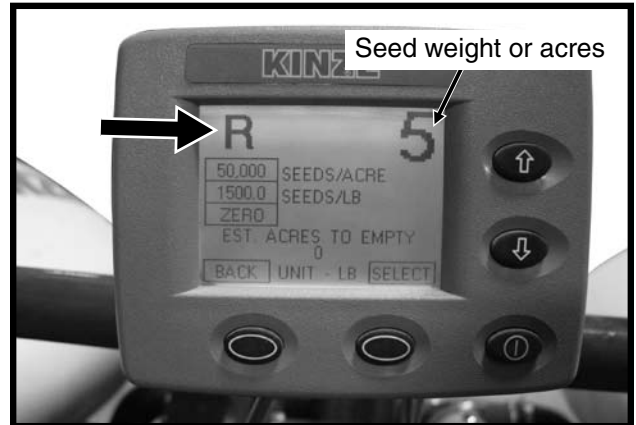 Seed weight or acres
KINZE
R 5
50,000 SEEDS/ACRE
1500.0 SEEDS/LB
ZERO
EST. ACRES TO EMPTY
0
BACK UNIT - LB SELECT